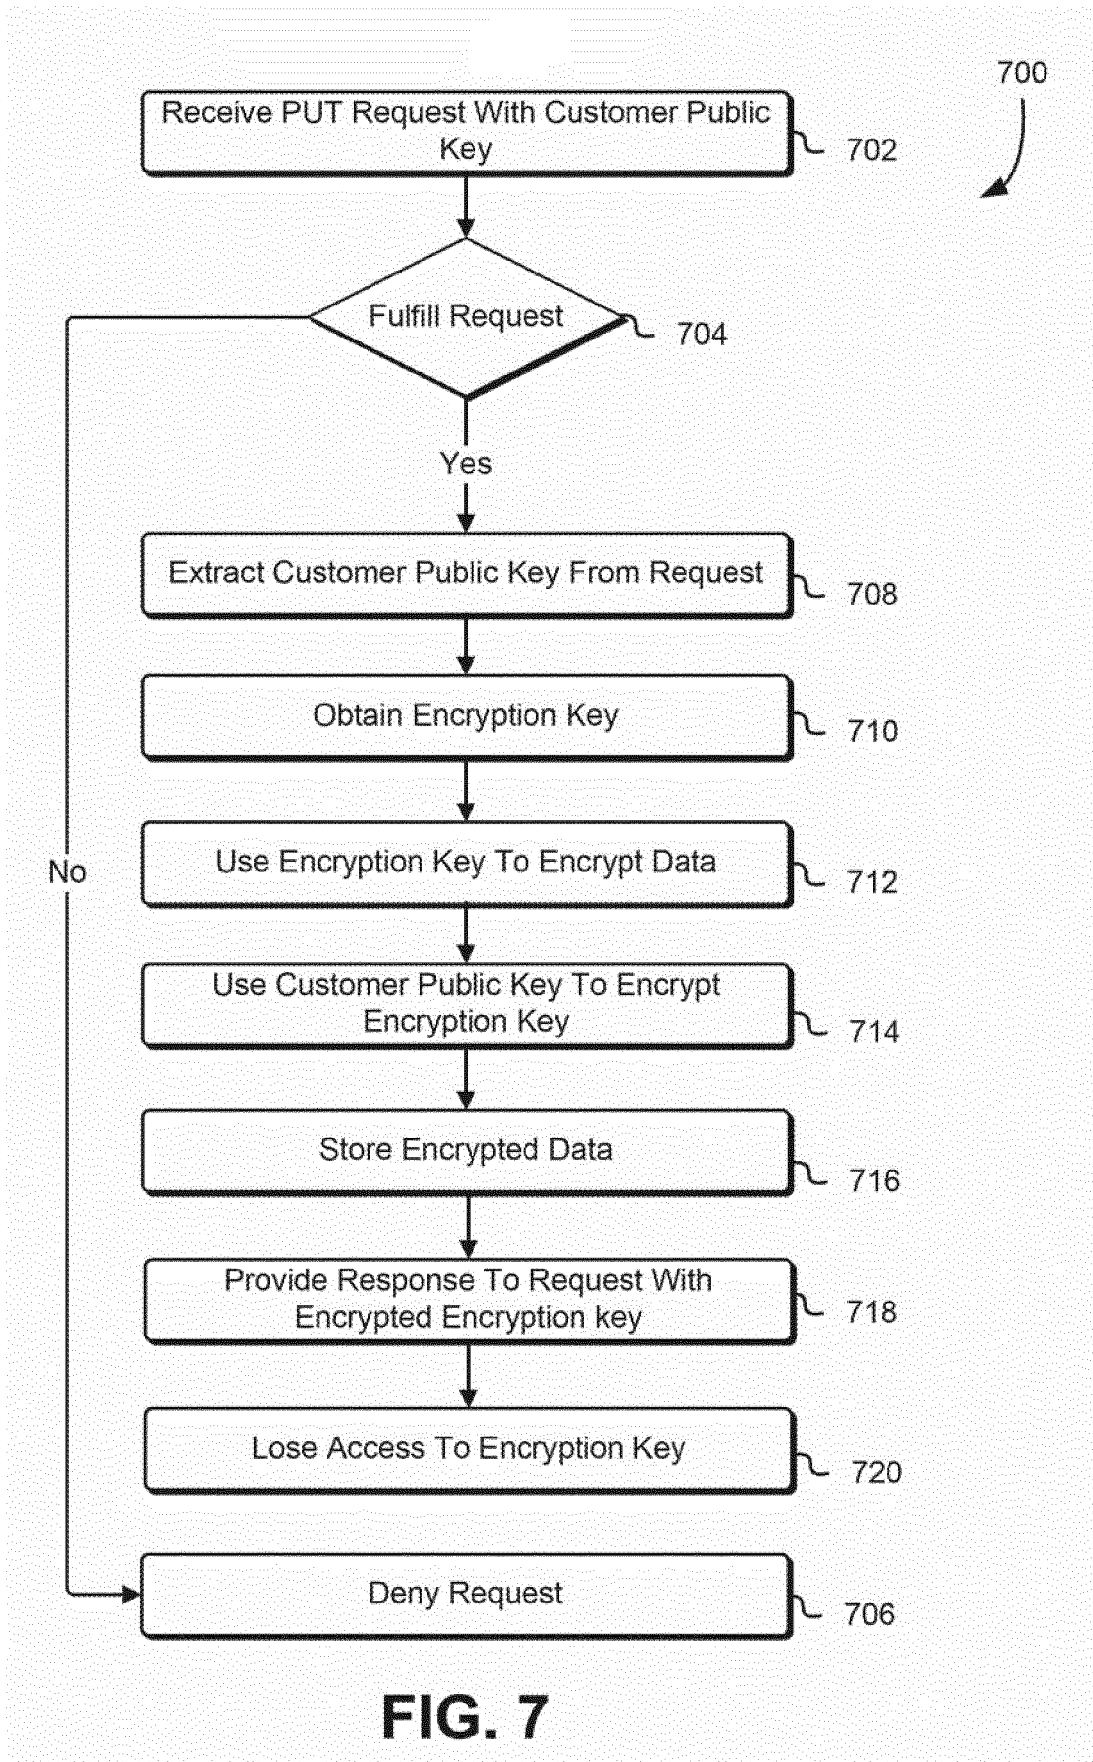 700
Receive PUT Request With Customer Public
Key
702
Fulfill Request
704
Yes
Extract Customer Public Key From Request
708
Obtain Encryption Key
710
No
Use Encryption Key To Encrypt Data
712
Use Customer Public Key To Encrypt
Encryption Key
714
Store Encrypted Data
716
Provide Response To Request With
Encrypted Encryption key
718
Lose Access To Encryption Key
720
Deny Request
706
FIG. 7